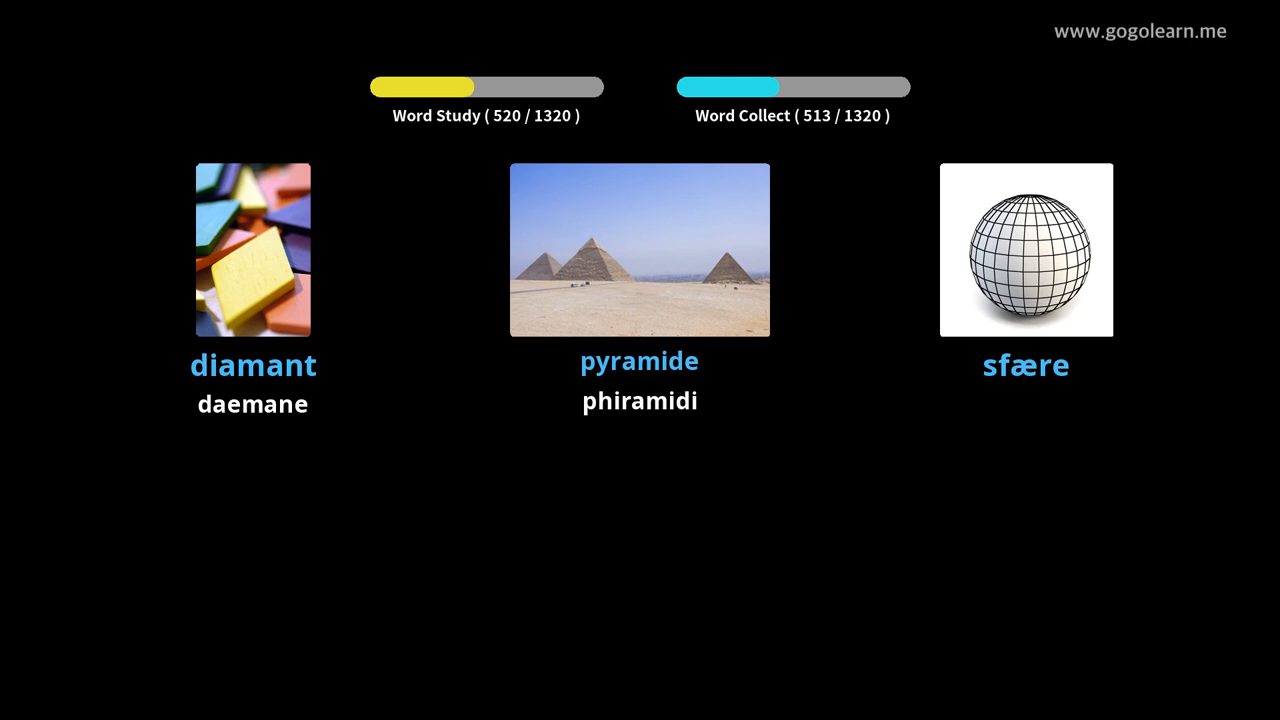 www.gogolearn.me
Word Study ( 520 / 1320 )
Word Collect ( 513 / 1320 )
diamant
daemane
pyramide
phiramidi
sfære